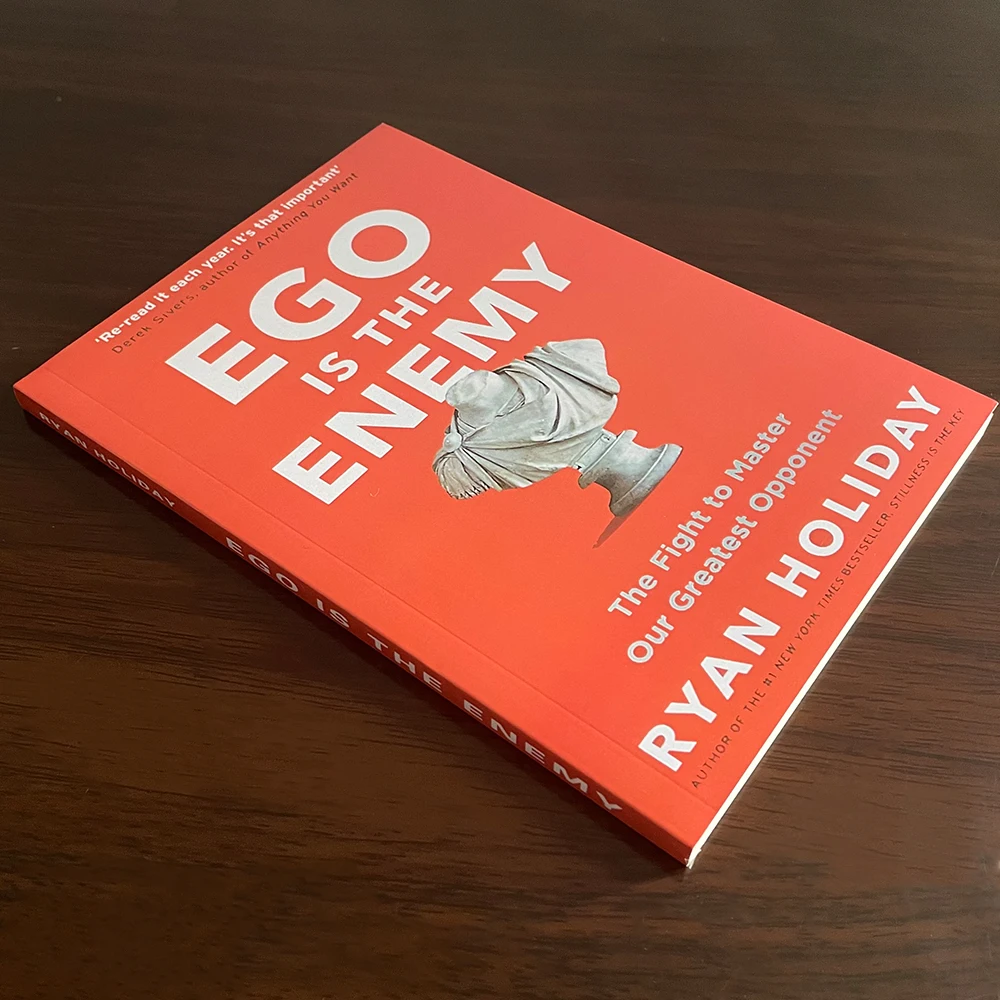 'Re-read it each year. It's that important'
Derek Sivers, author of Anything You Want
EGO
IS THE
ENEMY
The Fight to Master
Our Greatest Opponent
RYAN HOLIDAY
AUTHOR OF THE #1 NEW YORK TIMES BESTSELLER, STILLNESS IS THE KEY
RYAN HOLIDAY EGO IS THE ENEMY